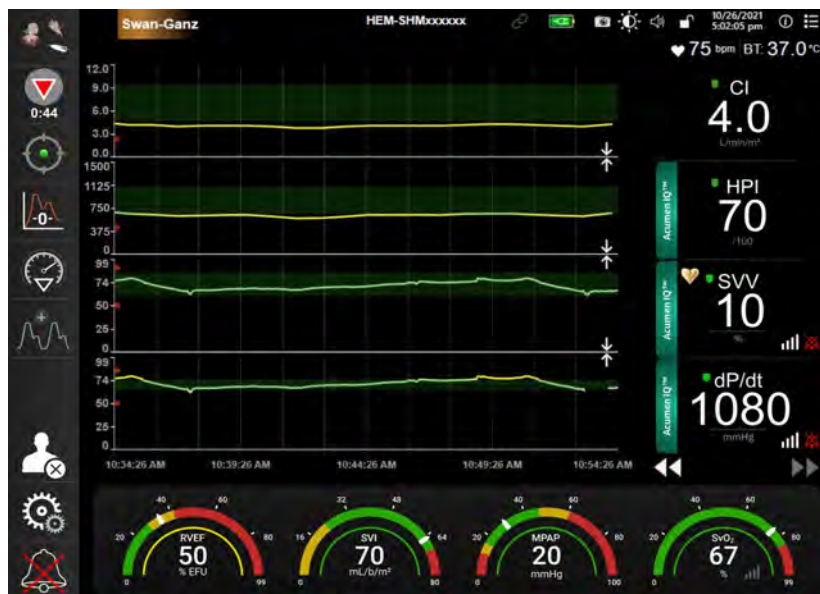 Swan-Ganz
HEM-SHMxxxxxx
10/26/2021
5:02:05 pm
75 bpm BT: 37.0 °C
0:44
-0-
12.0
9.0
6.0
3.0
0.0
CI
4.0
L/min/m²
1500
1125
750
375
0
Acumen IQ™
HPI
70
/100
99
74
50
25
0
Acumen IQ™
SVV
10
%
99
74
50
25
0
Acumen IQ™
dP/dt
1080
mmHg
10:34:26 AM 10:39:26 AM 10:44:26 AM 10:49:26 AM 10:54:26 AM
0 20 40 60 80 99
RVEF
50
% EFU
0 16 32 48 64 80
SVI
70
mL/b/m²
0 20 40 60 80 100
MPAP
20
mmHg
0 20 40 60 80 99
SvO₂
67
%